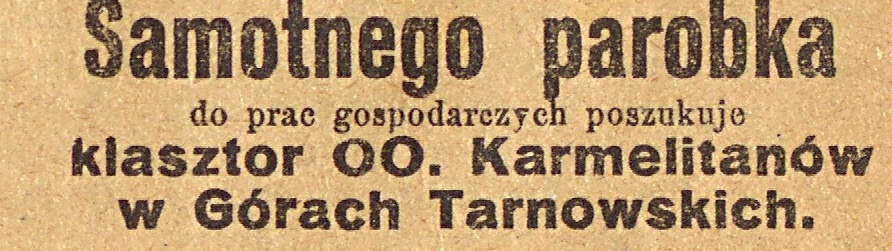 Samotnego parobka
do prac gospodarczych poszukuje
klasztor OO. Karmelitanów
w Górach Tarnowskich.